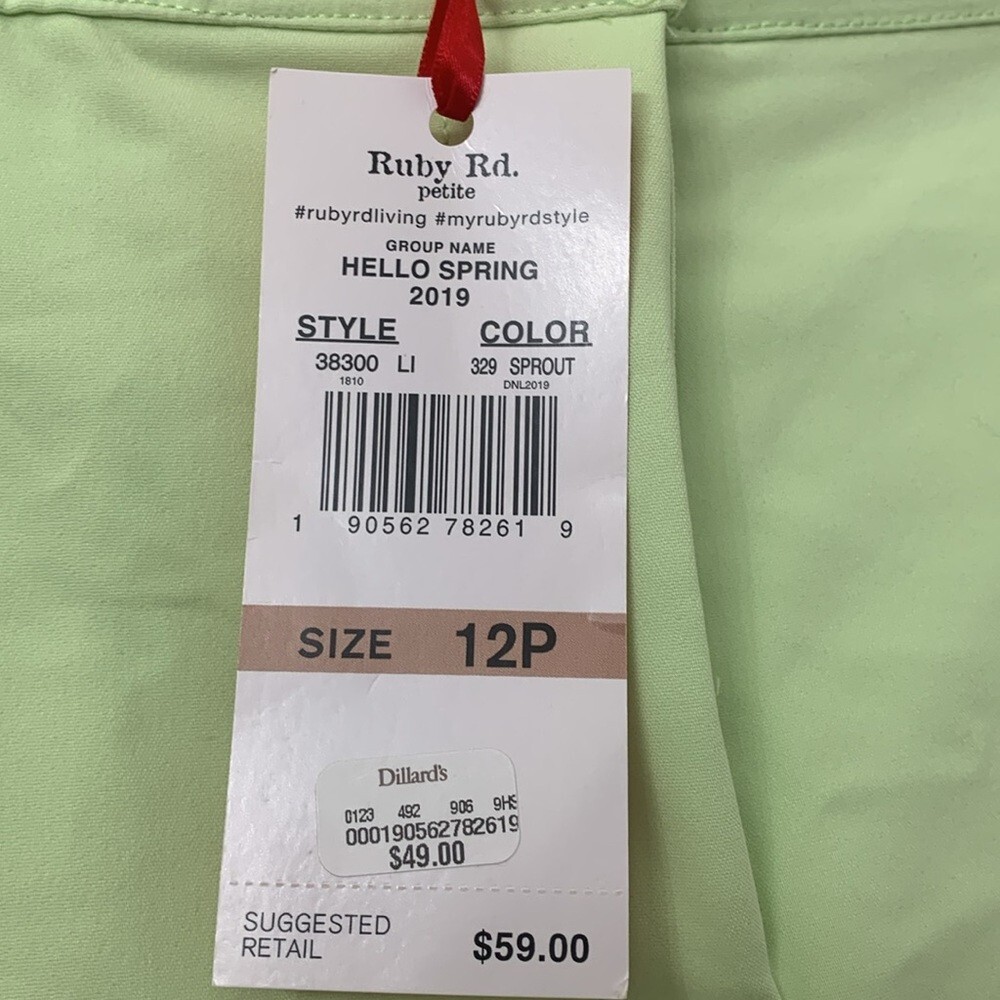 Ruby Rd.
petite
#rubyrdliving #myrubyrdstyle
GROUP NAME
HELLO SPRING
2019
STYLE COLOR
38300 LI 329 SPROUT
1810 DNL2019
1 90562 78261 9
SIZE 12P
Dillard's
0123 492 906 9HS
000190562782619
$49.00
SUGGESTED
RETAIL
$59.00